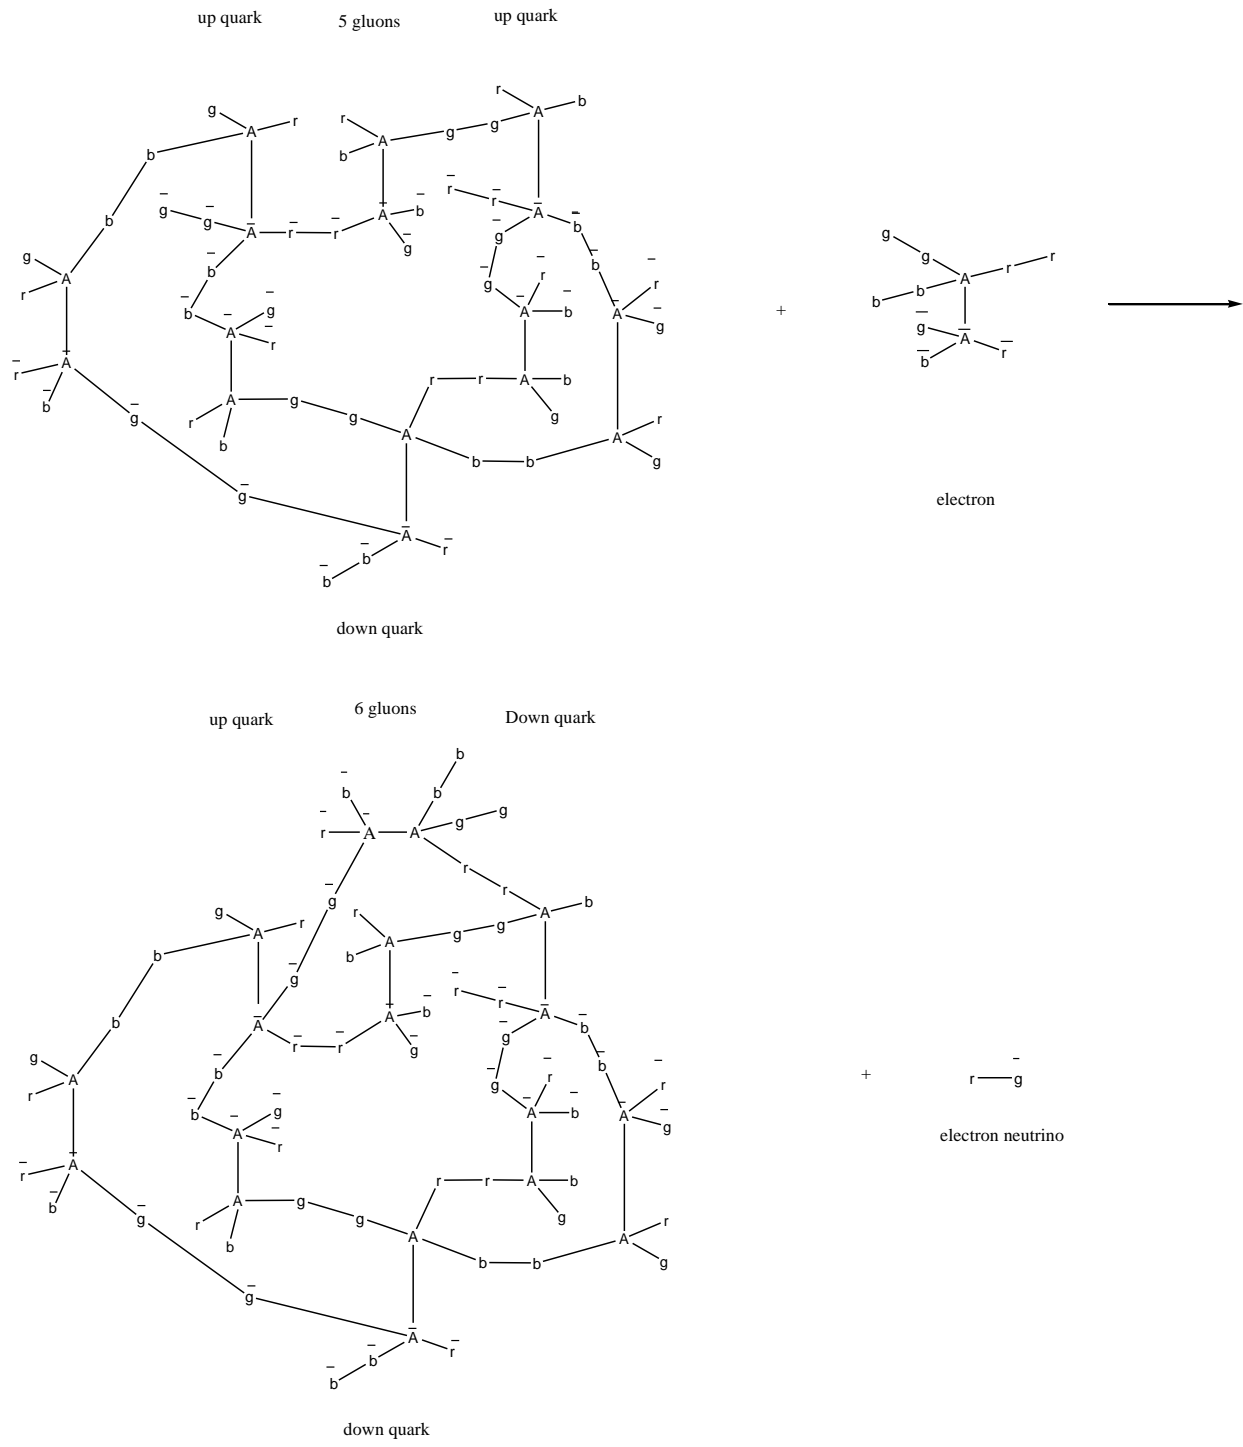 up quark 5 gluons up quark
r b
g r r A
A A g g
b b
r̄ r̄
ḡ ḡ Ā r̄ r̄ Ā b̄ Ā b̄
b ḡ ḡ
g b̄ r̄ b̄ r̄
A ḡ
r b̄ Ā ḡ r̄ Ā b̄ Ā ḡ
r̄ Ā
b̄ A g r r A b r
ḡ r b g A b b g A g
ḡ
Ā r̄
b̄ b̄
down quark
g
g r r
A
b b
+
ḡ Ā r̄
b̄
electron
up quark 6 gluons Down quark
b
b̄ b
r̄ Ā A g g
r
ḡ r
g r r A b
A A g g
b b
ḡ r̄ r̄
Ā r̄ r̄ Ā b̄ Ā b̄
b ḡ ḡ
g b̄ b̄ r̄
A r̄
r b̄ Ā ḡ r̄ ḡ Ā b̄ Ā ḡ
r̄ Ā
b̄ A g r r A b r
ḡ r b g A b b g A g
ḡ
Ā r̄
b̄ b̄
down quark
+
r ḡ
electron neutrino